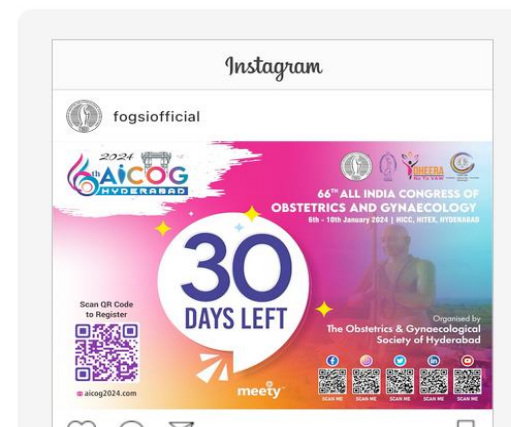 Instagram
fogsiofficial
2024
66th AICOG
HYDERABAD
DHEERA
66TH ALL INDIA CONGRESS OF
OBSTETRICS AND GYNAECOLOGY
6th - 10th January 2024 | HICC, HITEX, HYDERABAD
30
DAYS LEFT
Scan QR Code
to Register
aicog2024.com
meety
Organised by
The Obstetrics & Gynaecological
Society of Hyderabad
SCAN ME
SCAN ME
SCAN ME
SCAN ME
SCAN ME